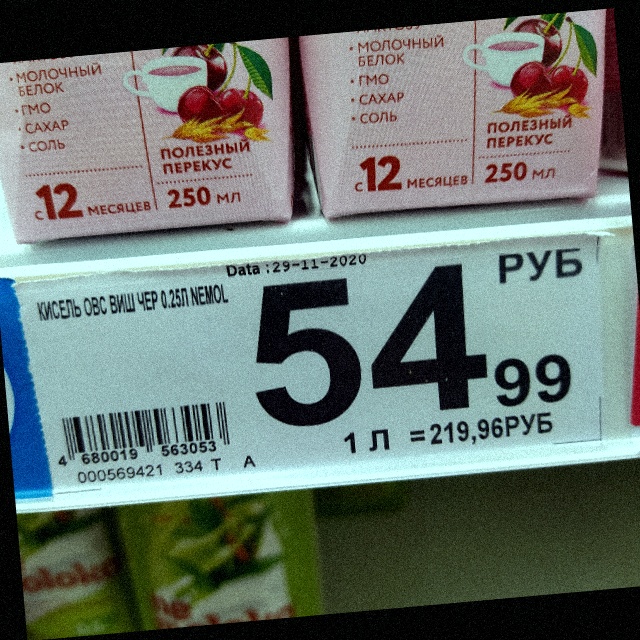 • МОЛОЧНЫЙ
БЕЛОК
• ГМО
• САХАР
• СОЛЬ
ПОЛЕЗНЫЙ
ПЕРЕКУС
с 12 МЕСЯЦЕВ
250 МЛ
• МОЛОЧНЫЙ
БЕЛОК
• ГМО
• САХАР
• СОЛЬ
ПОЛЕЗНЫЙ
ПЕРЕКУС
с 12 МЕСЯЦЕВ
250 МЛ
Data :29-11-2020
КИСЕЛЬ ОВС ВИШ ЧЕР 0.25Л NEMOL
54 99 РУБ
1 Л =219,96РУБ
4 680019 563053
000569421 334 T A